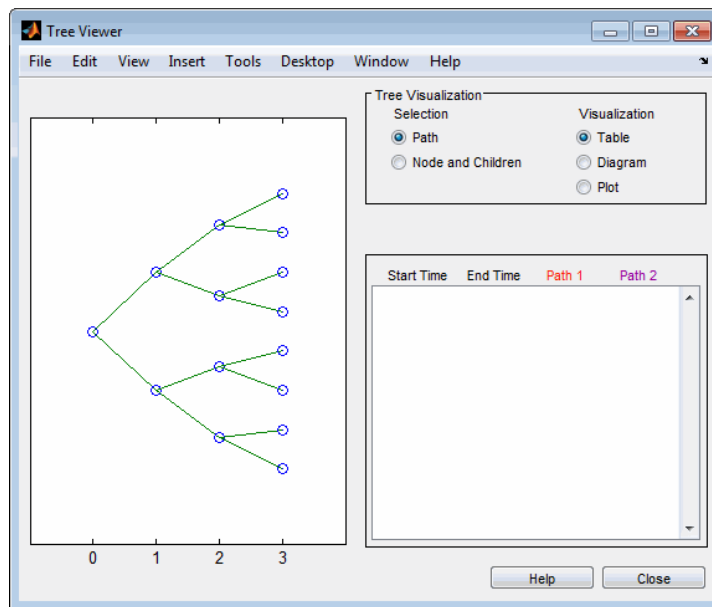 Tree Viewer
File Edit View Insert Tools Desktop Window Help
Tree Visualization
Selection Visualization
Path Table
Node and Children Diagram
Plot
Start Time End Time Path 1 Path 2
0 1 2 3
Help Close